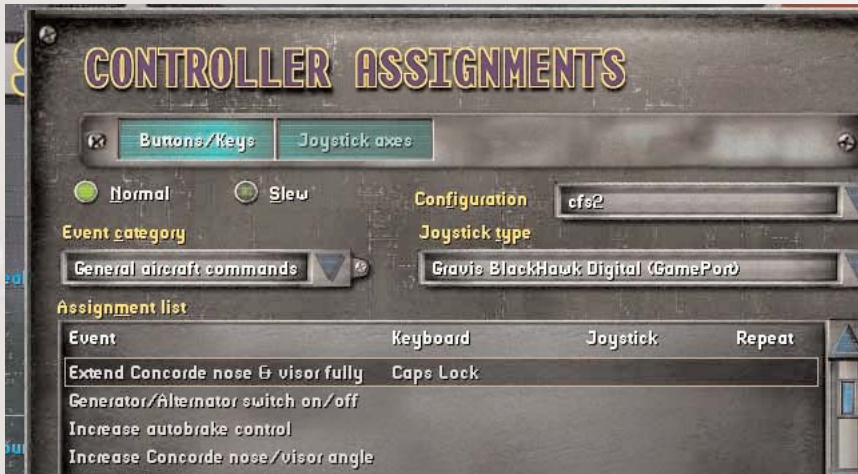 CONTROLLER ASSIGNMENTS
Buttons/Keys Joystick axes
Normal Slew
Configuration cfs2
Event category Joystick type
General aircraft commands Gravis BlackHawk Digital (GamePort)
Assignment list
Event Keyboard Joystick Repeat
Extend Concorde nose & visor fully Caps Lock
Generator/Alternator switch on/off
Increase autobrake control
Increase Concorde nose/visor angle